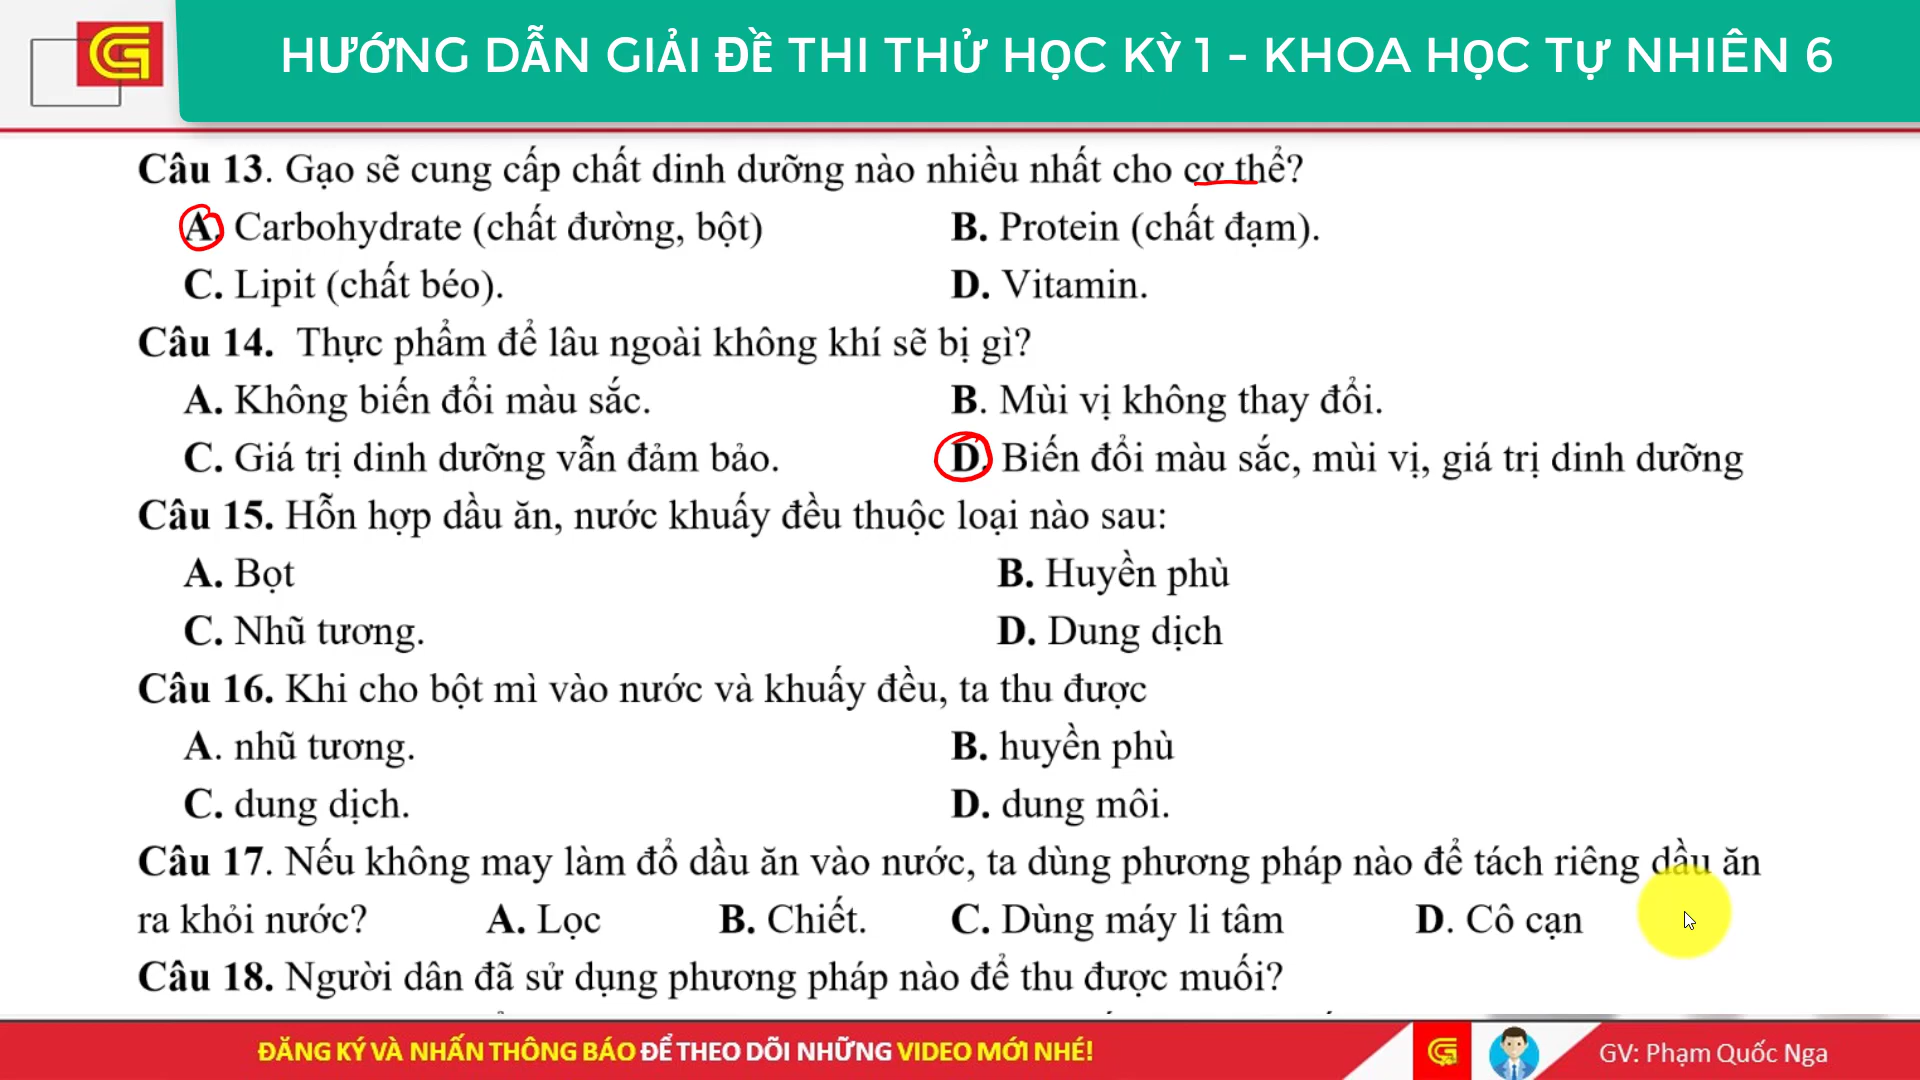 HƯỚNG DẪN GIẢI ĐỀ THI THỬ HỌC KỲ 1 - KHOA HỌC TỰ NHIÊN 6
Câu 13. Gạo sẽ cung cấp chất dinh dưỡng nào nhiều nhất cho cơ thể?
A. Carbohydrate (chất đường, bột) B. Protein (chất đạm).
C. Lipit (chất béo). D. Vitamin.
Câu 14. Thực phẩm để lâu ngoài không khí sẽ bị gì?
A. Không biến đổi màu sắc. B. Mùi vị không thay đổi.
C. Giá trị dinh dưỡng vẫn đảm bảo. D. Biến đổi màu sắc, mùi vị, giá trị dinh dưỡng
Câu 15. Hỗn hợp dầu ăn, nước khuấy đều thuộc loại nào sau:
A. Bọt B. Huyền phù
C. Nhũ tương. D. Dung dịch
Câu 16. Khi cho bột mì vào nước và khuấy đều, ta thu được
A. nhũ tương. B. huyền phù
C. dung dịch. D. dung môi.
Câu 17. Nếu không may làm đổ dầu ăn vào nước, ta dùng phương pháp nào để tách riêng dầu ăn
ra khỏi nước? A. Lọc B. Chiết. C. Dùng máy li tâm D. Cô cạn
Câu 18. Người dân đã sử dụng phương pháp nào để thu được muối?
ĐĂNG KÝ VÀ NHẤN THÔNG BÁO ĐỂ THEO DÕI NHỮNG VIDEO MỚI NHÉ!
GV: Phạm Quốc Nga